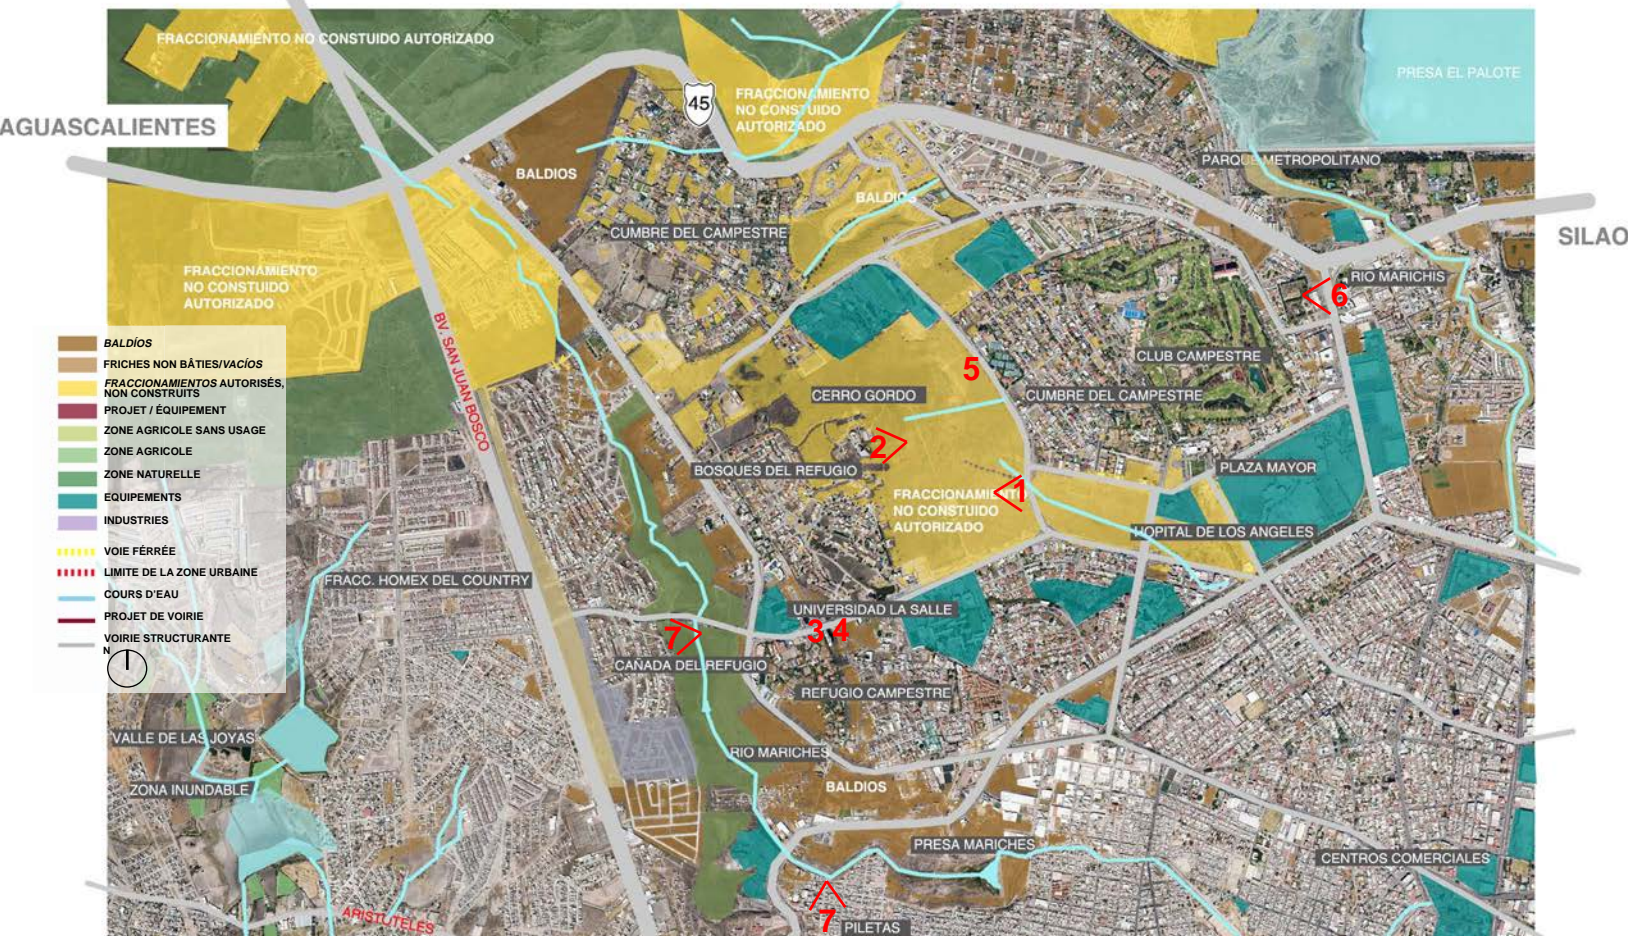 FRACCIONAMIENTO NO CONSTUIDO AUTORIZADO
PRESA EL PALOTE
45
FRACCIONAMIENTO
NO CONSTUIDO
AUTORIZADO
AGUASCALIENTES
BALDIOS
PARQUE METROPOLITANO
BALDIOS
CUMBRE DEL CAMPESTRE
SILAO
FRACCIONAMIENTO
NO CONSTUIDO
AUTORIZADO
RIO MARICHIS
6
BV. SAN JUAN BOSCO
CLUB CAMPESTRE
5
CERRO GORDO
CUMBRE DEL CAMPESTRE
2
BOSQUES DEL REFUGIO
PLAZA MAYOR
1
FRACCIONAMIENTO
NO CONSTUIDO
AUTORIZADO
HOPITAL DE LOS ANGELES
BALDÍOS
FRICHES NON BÂTIES/VACÍOS
FRACCIONAMIENTOS AUTORISÉS,
NON CONSTRUITS
PROJET / ÉQUIPEMENT
ZONE AGRICOLE SANS USAGE
ZONE AGRICOLE
ZONE NATURELLE
EQUIPEMENTS
INDUSTRIES
VOIE FÉRRÉE
LIMITE DE LA ZONE URBAINE
COURS D'EAU
PROJET DE VOIRIE
VOIRIE STRUCTURANTE
N
FRACC. HOMEX DEL COUNTRY
UNIVERSIDAD LA SALLE
3 4
7
CAÑADA DEL REFUGIO
REFUGIO CAMPESTRE
VALLE DE LAS JOYAS
RIO MARICHES
ZONA INUNDABLE
BALDIOS
PRESA MARICHES
CENTROS COMERCIALES
ARISTUTELES
7
PILETAS